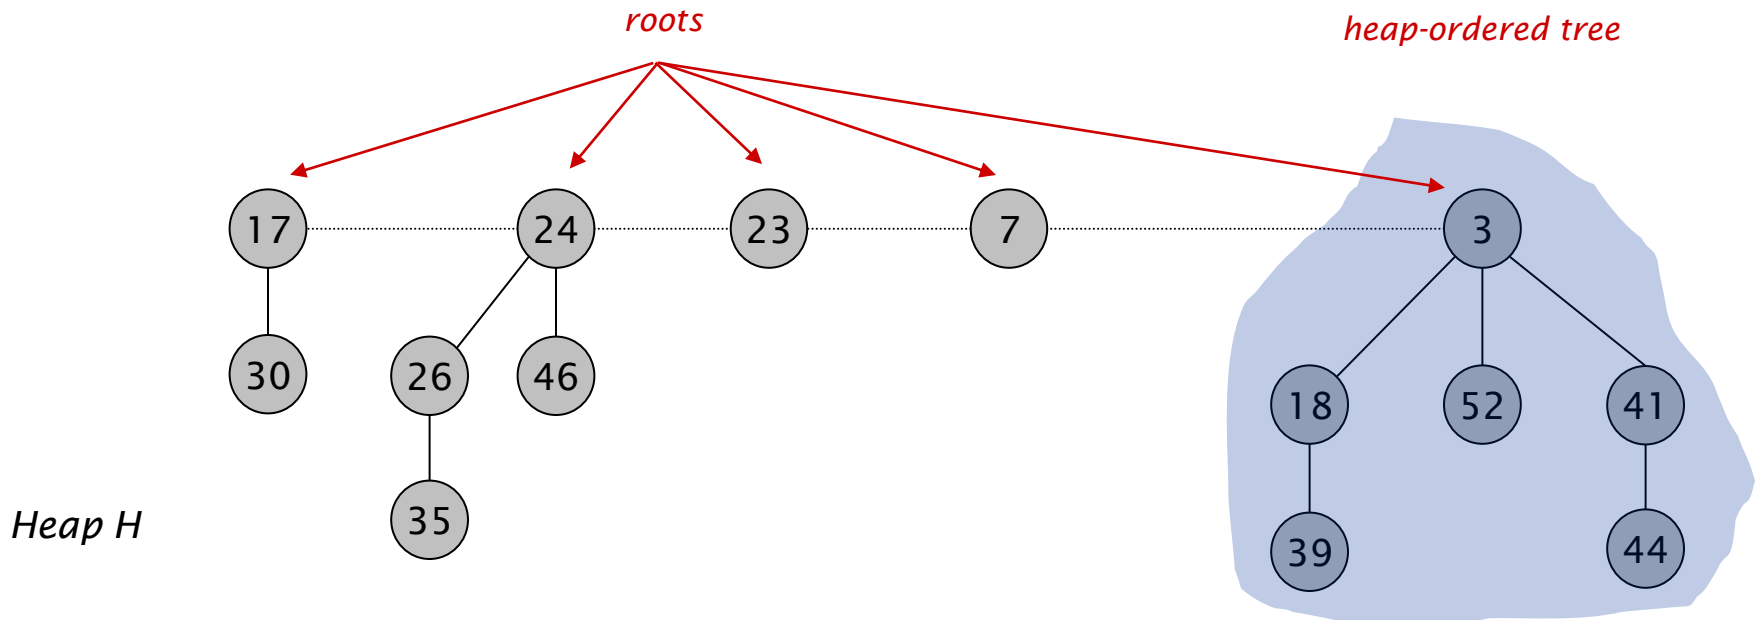 roots
heap-ordered tree
17 24 23 7 3
30 26 46 18 52 41
35 39 44
Heap H